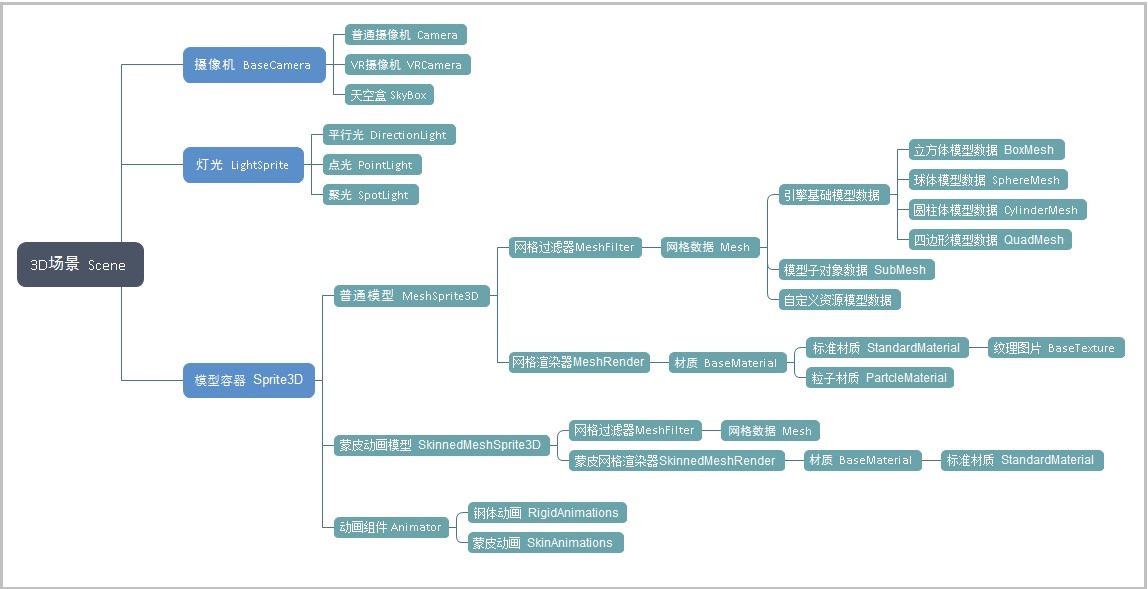 3D场景 Scene
摄像机 BaseCamera
普通摄像机 Camera
VR摄像机 VRCamera
天空盒 SkyBox
灯光 LightSprite
平行光 DirectionLight
点光 PointLight
聚光 SpotLight
模型容器 Sprite3D
普通模型 MeshSprite3D
网格过滤器MeshFilter
网格数据 Mesh
引擎基础模型数据
立方体模型数据 BoxMesh
球体模型数据 SphereMesh
圆柱体模型数据 CylinderMesh
四边形模型数据 QuadMesh
模型子对象数据 SubMesh
自定义资源模型数据
网格渲染器MeshRender
材质 BaseMaterial
标准材质 StandardMaterial
纹理图片 BaseTexture
粒子材质 PartcleMaterial
蒙皮动画模型 SkinnedMeshSprite3D
网格过滤器MeshFilter
网格数据 Mesh
蒙皮网格渲染器SkinnedMeshRender
材质 BaseMaterial
标准材质 StandardMaterial
动画组件 Animator
钢体动画 RigidAnimations
蒙皮动画 SkinAnimations